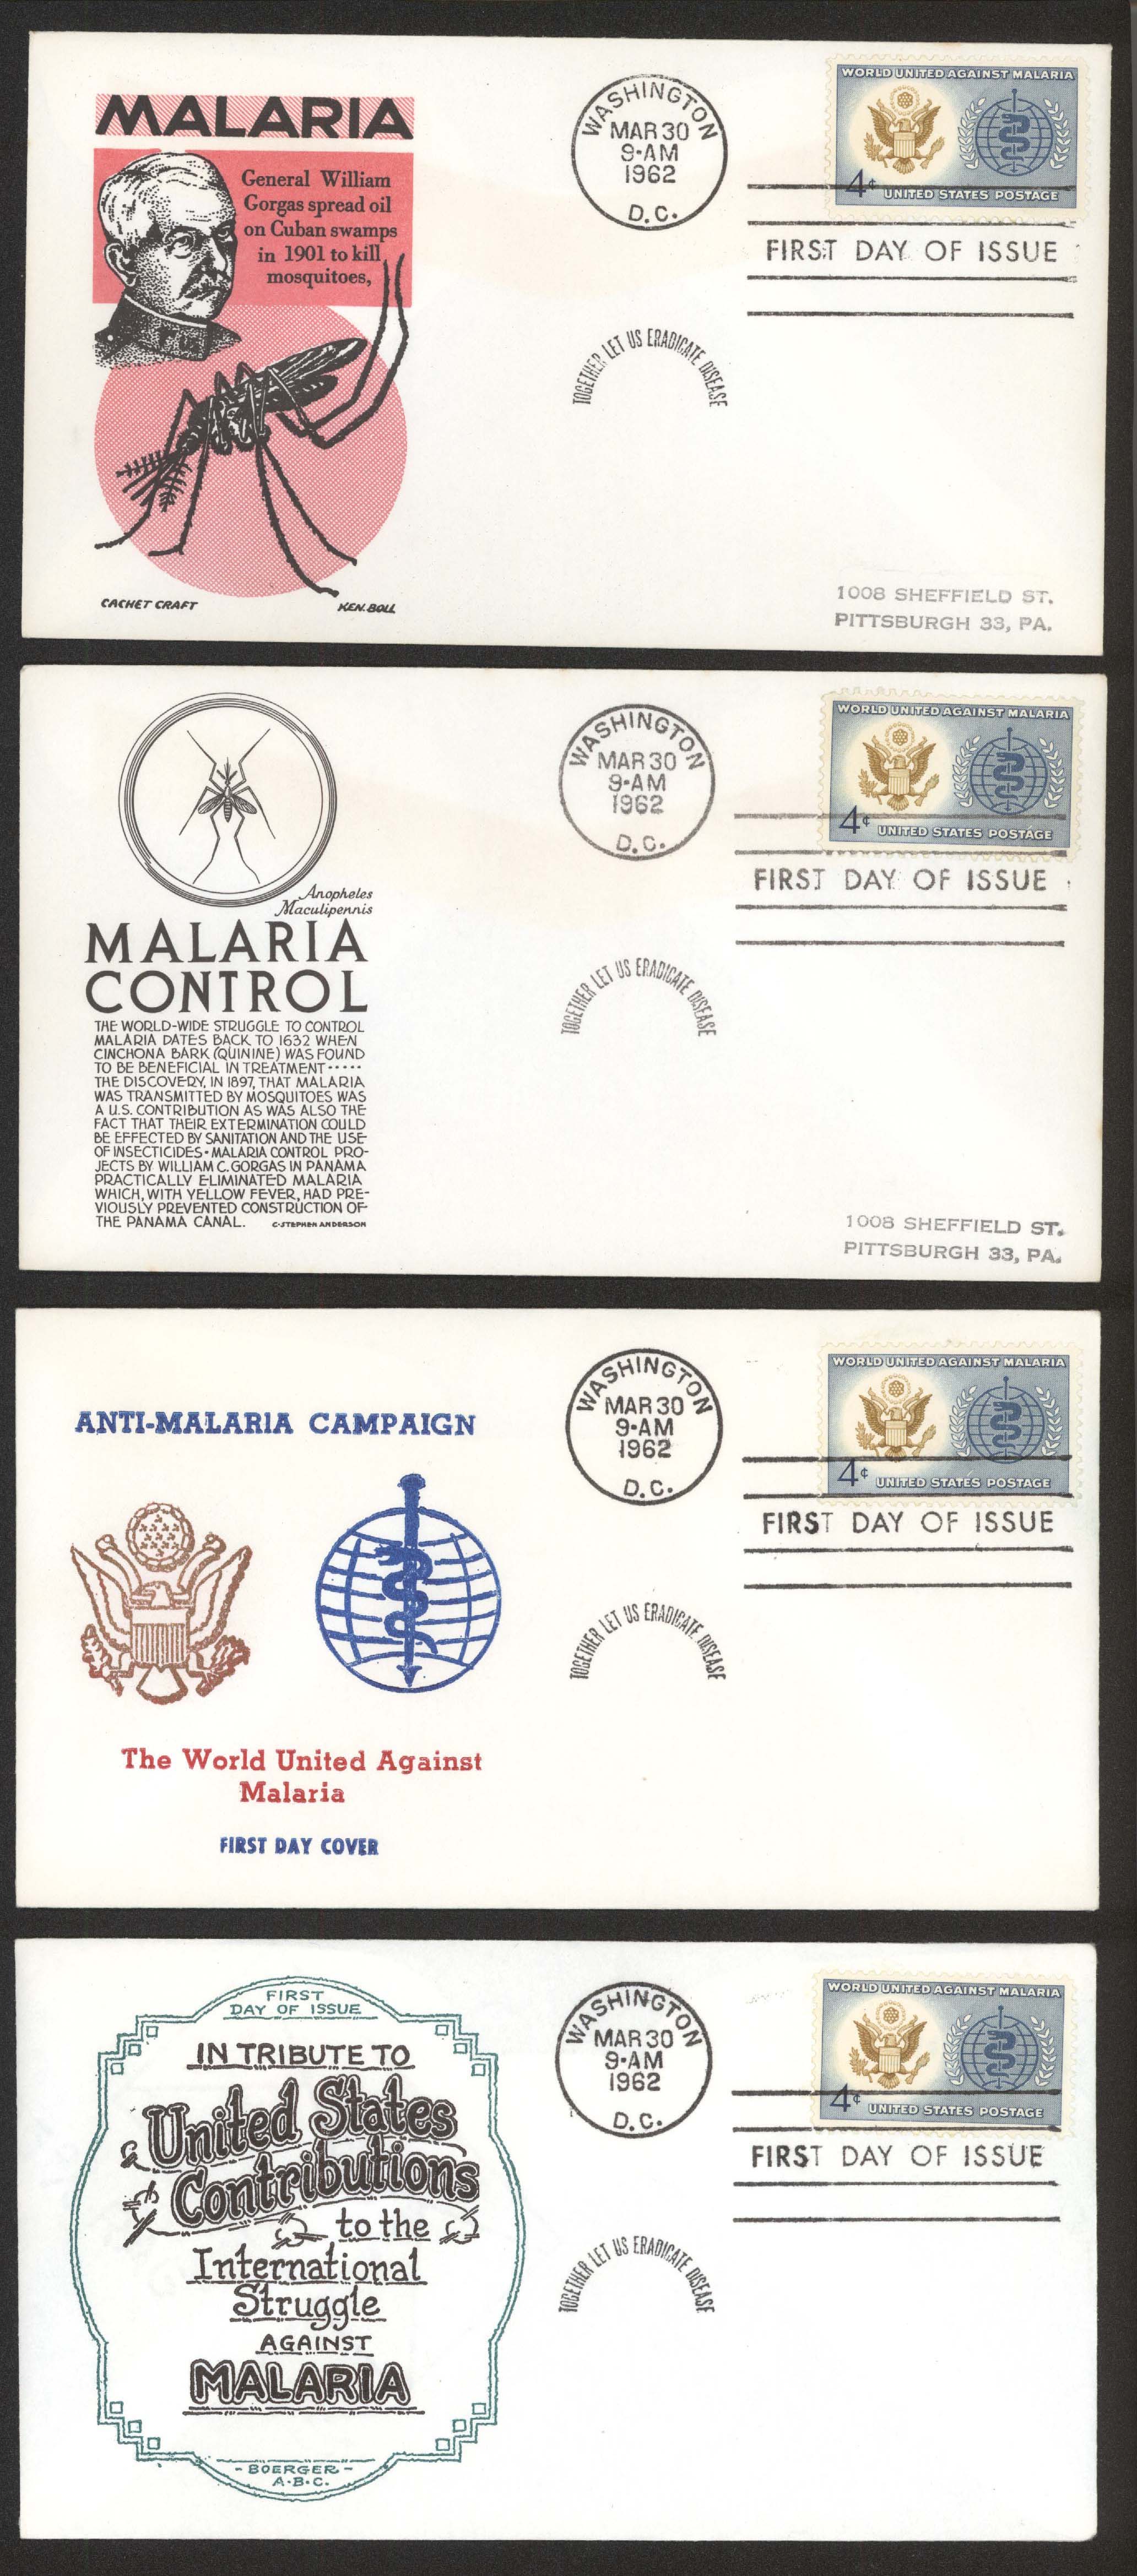 MALARIA
General William
Gorgas spread oil
on Cuban swamps
in 1901 to kill
mosquitoes,
CACHET CRAFT
KEN BOLL
WASHINGTON
MAR 30
9-AM
1962
D.C.
WORLD UNITED AGAINST MALARIA
4¢ UNITED STATES POSTAGE
FIRST DAY OF ISSUE
TOGETHER LET US ERADICATE DISEASE
1008 SHEFFIELD ST.
PITTSBURGH 33, PA.
Anopheles
Maculipennis
MALARIA
CONTROL
THE WORLD-WIDE STRUGGLE TO CONTROL
MALARIA DATES BACK TO 1632 WHEN
CINCHONA BARK (QUININE) WAS FOUND
TO BE BENEFICIAL IN TREATMENT·····
THE DISCOVERY, IN 1897, THAT MALARIA
WAS TRANSMITTED BY MOSQUITOES WAS
A U.S. CONTRIBUTION AS WAS ALSO THE
FACT THAT THEIR EXTERMINATION COULD
BE EFFECTED BY SANITATION AND THE USE
OF INSECTICIDES·MALARIA CONTROL PRO-
JECTS BY WILLIAM C. GORGAS IN PANAMA
PRACTICALLY ELIMINATED MALARIA
WHICH, WITH YELLOW FEVER, HAD PRE-
VIOUSLY PREVENTED CONSTRUCTION OF
THE PANAMA CANAL.
C·STEPHEN ANDERSON
WASHINGTON
MAR 30
9-AM
1962
D.C.
WORLD UNITED AGAINST MALARIA
4¢ UNITED STATES POSTAGE
FIRST DAY OF ISSUE
TOGETHER LET US ERADICATE DISEASE
1008 SHEFFIELD ST.
PITTSBURGH 33, PA.
ANTI-MALARIA CAMPAIGN
The World United Against
Malaria
FIRST DAY COVER
WASHINGTON
MAR 30
9-AM
1962
D.C.
WORLD UNITED AGAINST MALARIA
4¢ UNITED STATES POSTAGE
FIRST DAY OF ISSUE
TOGETHER LET US ERADICATE DISEASE
FIRST
DAY OF ISSUE
IN TRIBUTE TO
United States
Contributions
to the
International
Struggle
AGAINST
MALARIA
-BOERGER-
A·B·C.
WASHINGTON
MAR 30
9-AM
1962
D.C.
WORLD UNITED AGAINST MALARIA
4¢ UNITED STATES POSTAGE
FIRST DAY OF ISSUE
TOGETHER LET US ERADICATE DISEASE